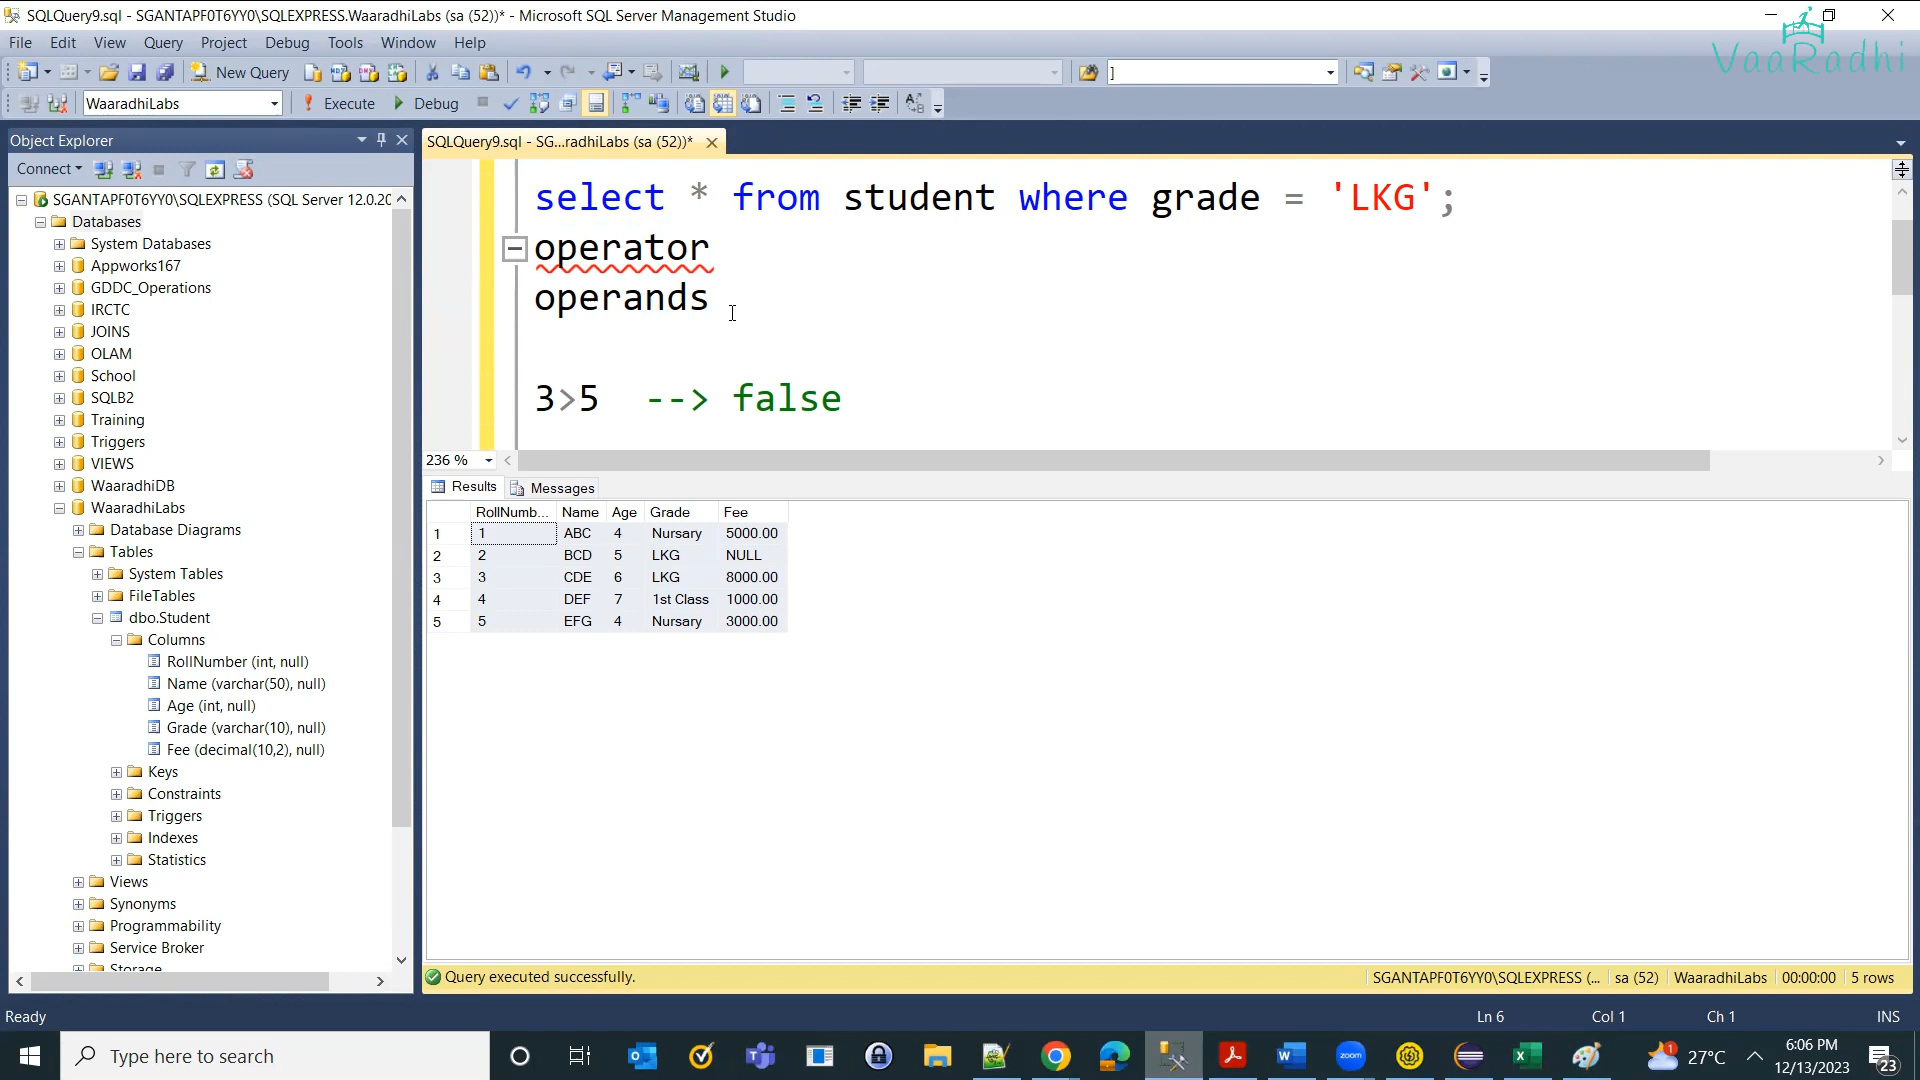 SQLQuery9.sql - SGANTAPF0T6YY0\SQLEXPRESS.WaaradhiLabs (sa (52))* - Microsoft SQL Server Management Studio
VaaRadhi
File Edit View Query Project Debug Tools Window Help
New Query ]
WaaradhiLabs Execute Debug
Object Explorer
Connect
SGANTAPF0T6YY0\SQLEXPRESS (SQL Server 12.0.20
Databases
System Databases
Appworks167
GDDC_Operations
IRCTC
JOINS
OLAM
School
SQLB2
Training
Triggers
VIEWS
WaaradhiDB
WaaradhiLabs
Database Diagrams
Tables
System Tables
FileTables
dbo.Student
Columns
RollNumber (int, null)
Name (varchar(50), null)
Age (int, null)
Grade (varchar(10), null)
Fee (decimal(10,2), null)
Keys
Constraints
Triggers
Indexes
Statistics
Views
Synonyms
Programmability
Service Broker
Storage
SQLQuery9.sql - SG...radhiLabs (sa (52))*
select * from student where grade = 'LKG';
operator
operands
3>5 --> false
236 %
Results Messages
RollNumb... Name Age Grade Fee
1 1 ABC 4 Nursary 5000.00
2 2 BCD 5 LKG NULL
3 3 CDE 6 LKG 8000.00
4 4 DEF 7 1st Class 1000.00
5 5 EFG 4 Nursary 3000.00
Query executed successfully. SGANTAPF0T6YY0\SQLEXPRESS (... sa (52) WaaradhiLabs 00:00:00 5 rows
Ready Ln 6 Col 1 Ch 1 INS
Type here to search zoom 1 27°C 6:06 PM
12/13/2023 23